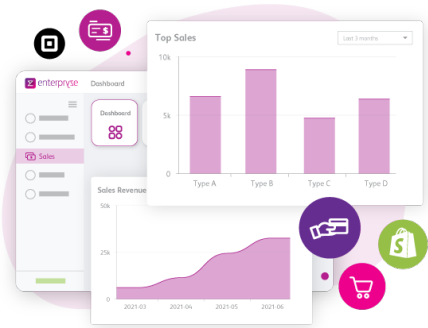 Top Sales
Last 3 months
10k
5k
0
Type A Type B Type C Type D
enterpryse
Dashboard
Dashboard
Sales
Sales Revenue
50k
25k
0
2021-03 2021-04 2021-05 2021-06